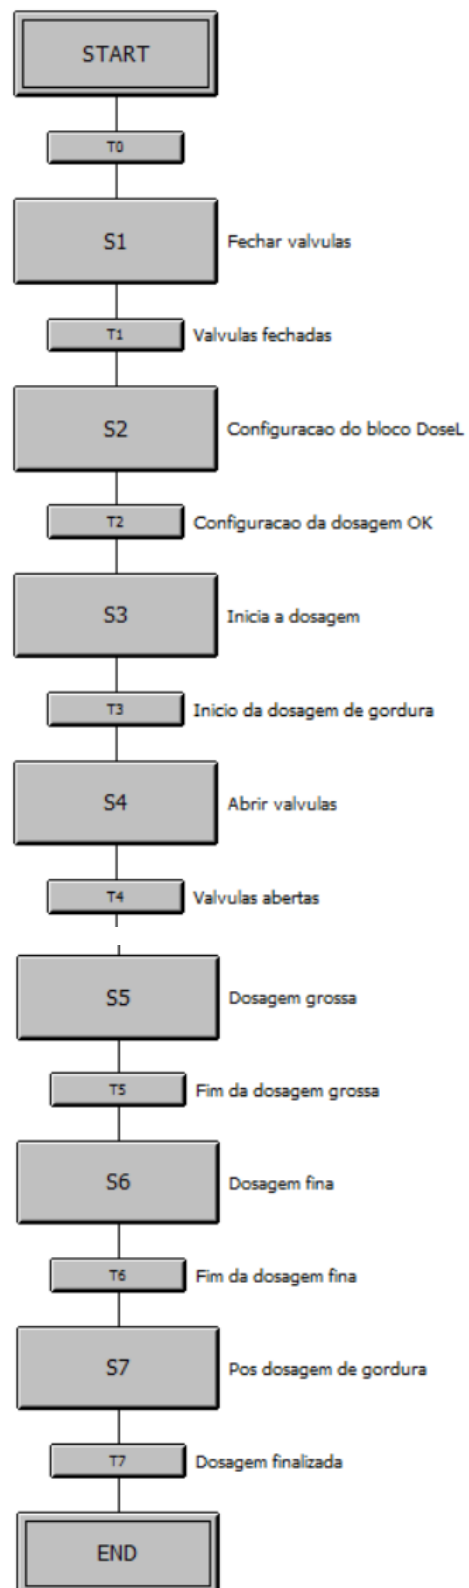 START
T0
S1 Fechar valvulas
T1 Valvulas fechadas
S2 Configuracao do bloco DoseL
T2 Configuracao da dosagem OK
S3 Inicia a dosagem
T3 Inicio da dosagem de gordura
S4 Abrir valvulas
T4 Valvulas abertas
S5 Dosagem grossa
T5 Fim da dosagem grossa
S6 Dosagem fina
T6 Fim da dosagem fina
S7 Pos dosagem de gordura
T7 Dosagem finalizada
END